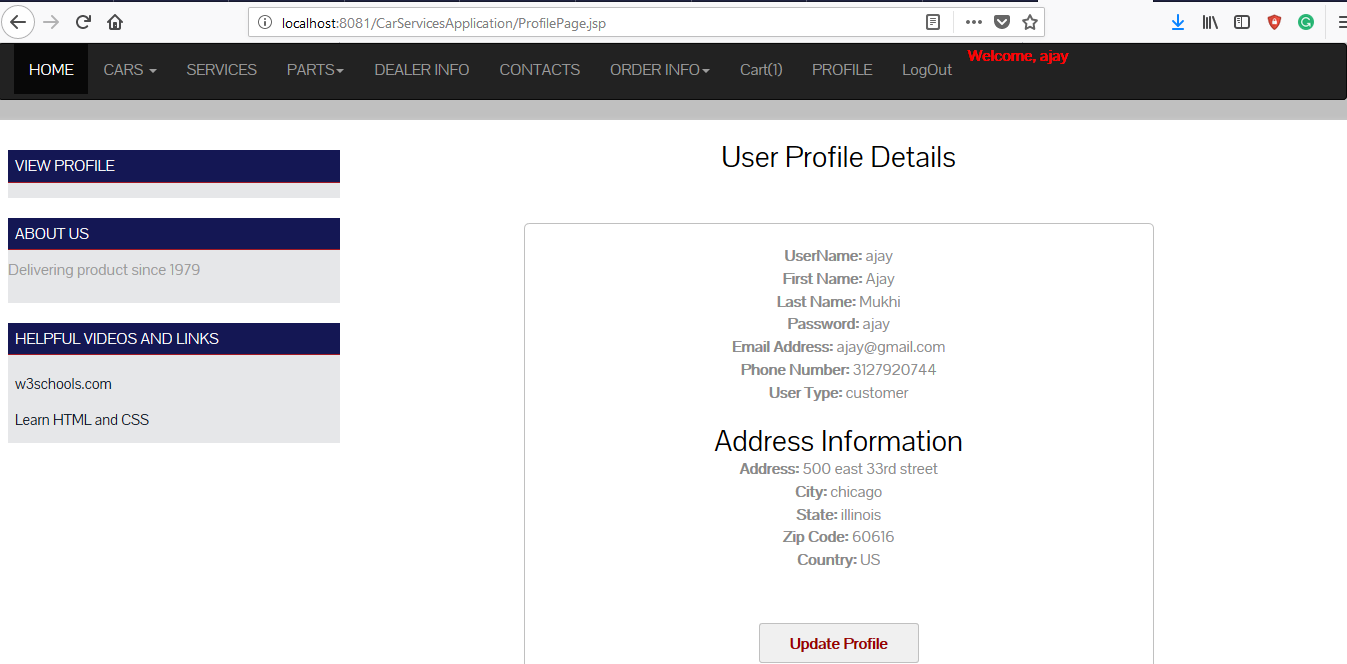 localhost:8081/CarServicesApplication/ProfilePage.jsp
HOME CARS SERVICES PARTS DEALER INFO CONTACTS ORDER INFO Cart(1) PROFILE LogOut Welcome, ajay
VIEW PROFILE
ABOUT US
Delivering product since 1979
HELPFUL VIDEOS AND LINKS
w3schools.com
Learn HTML and CSS
User Profile Details
UserName: ajay
First Name: Ajay
Last Name: Mukhi
Password: ajay
Email Address: ajay@gmail.com
Phone Number: 3127920744
User Type: customer
Address Information
Address: 500 east 33rd street
City: chicago
State: illinois
Zip Code: 60616
Country: US
Update Profile